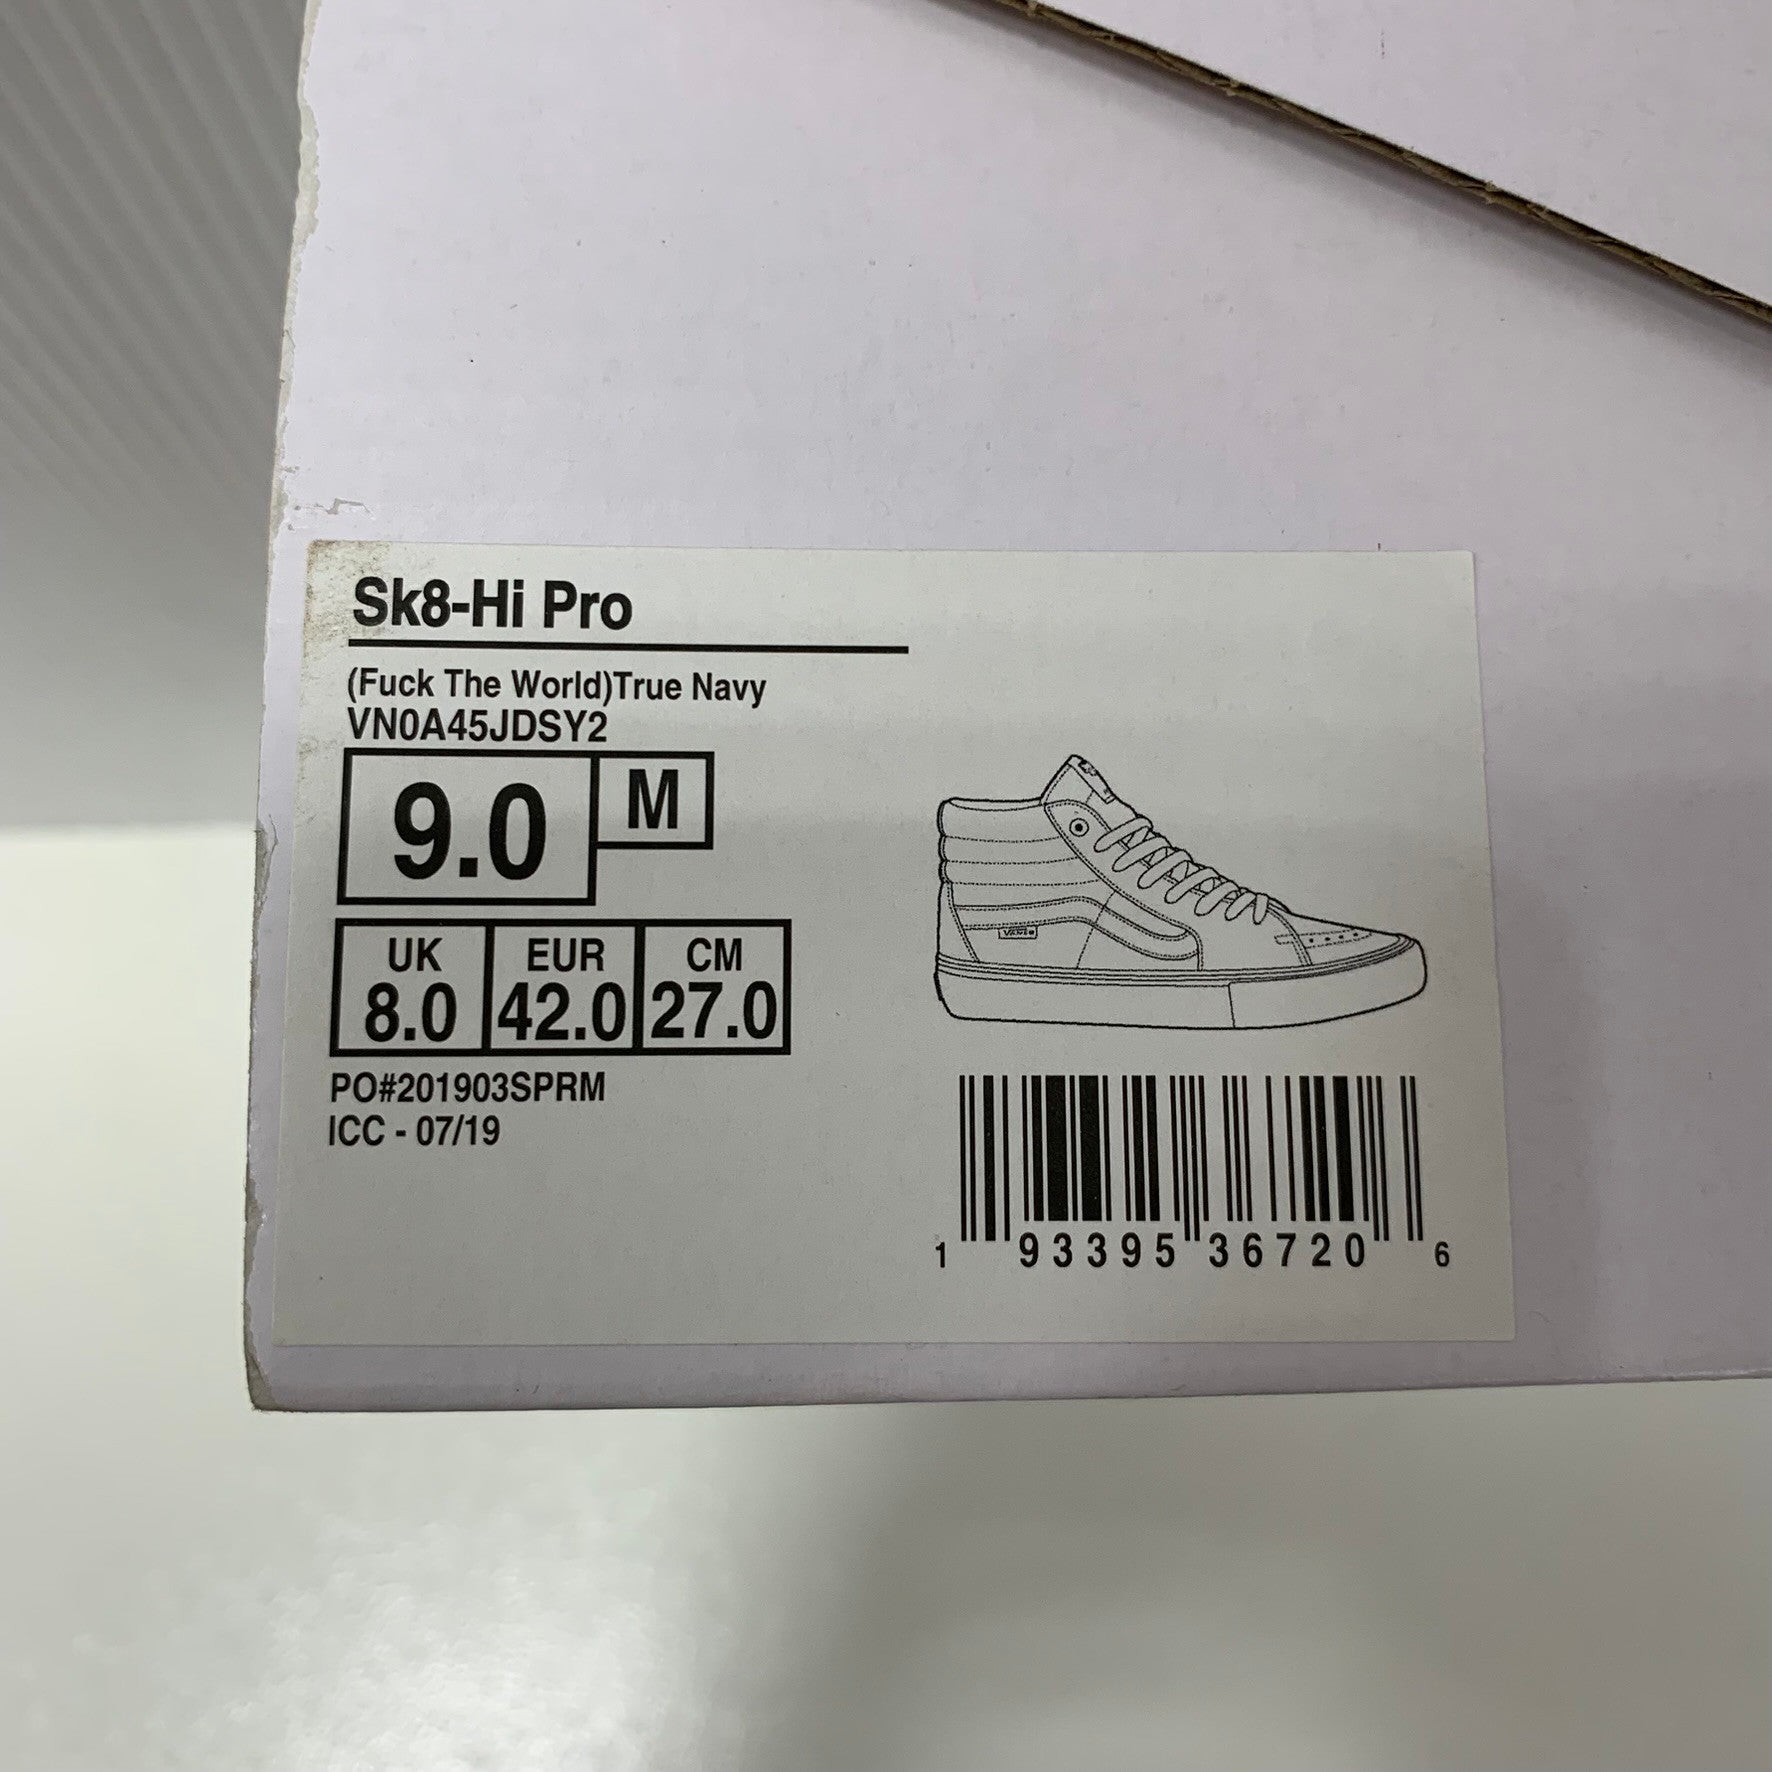 Sk8-Hi Pro
(Fuck The World)True Navy
VN0A45JDSY2
9.0 M
UK EUR CM
8.0 42.0 27.0
PO#201903SPRM
ICC - 07/19
VANS
1 93395 36720 6